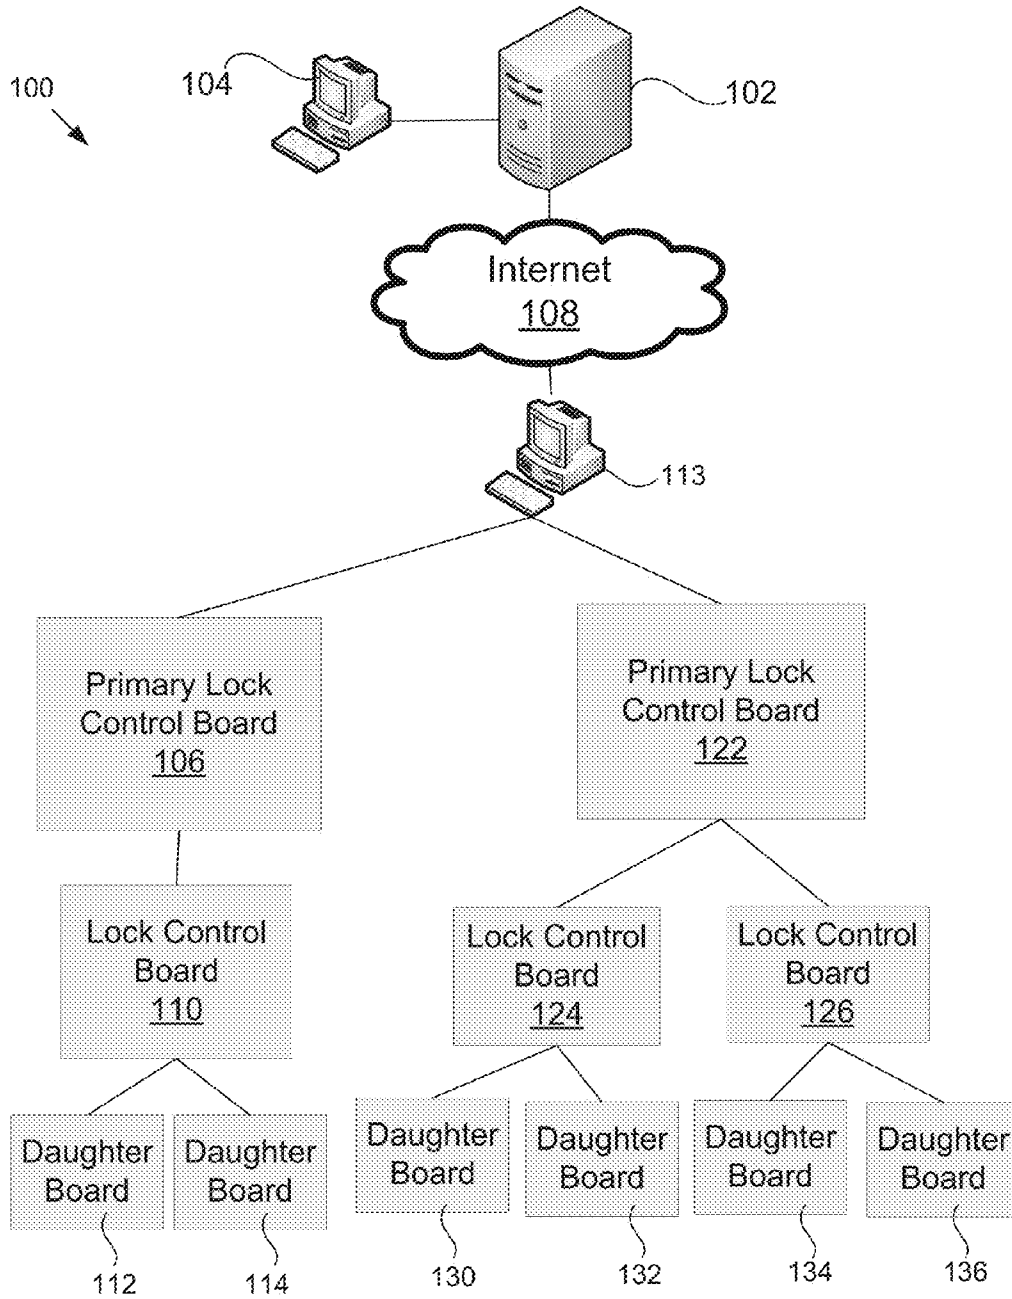 100
104
102
Internet
108
113
Primary Lock
Control Board
106
Primary Lock
Control Board
122
Lock Control
Board
110
Lock Control
Board
124
Lock Control
Board
126
Daughter
Board
Daughter
Board
Daughter
Board
Daughter
Board
Daughter
Board
Daughter
Board
112
114
130
132
134
136